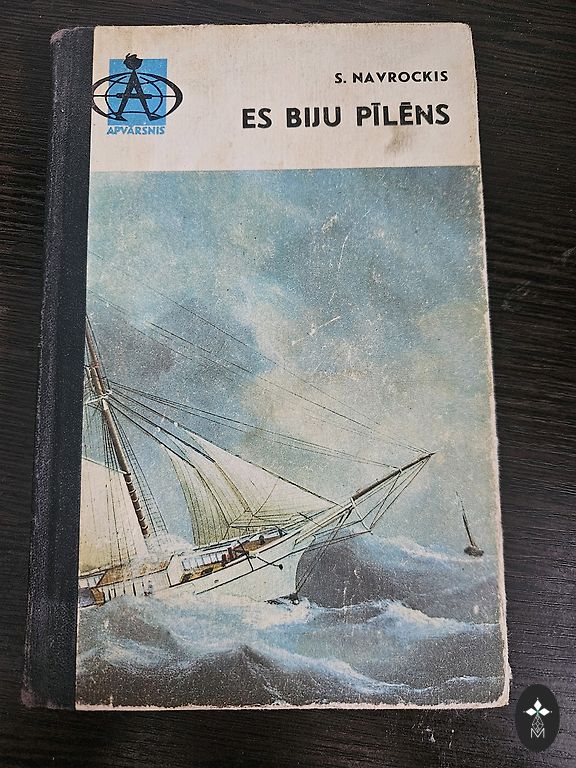 S. NAVROCKIS
ES BIJU PĪLĒNS
APVĀRSNIS